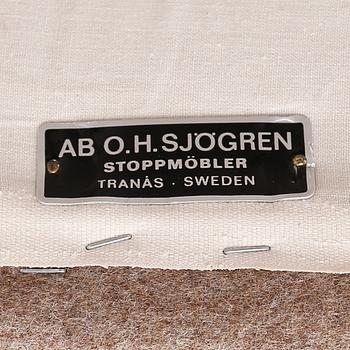 AB O.H.SJÖGREN
STOPPMÖBLER
TRANÅS · SWEDEN